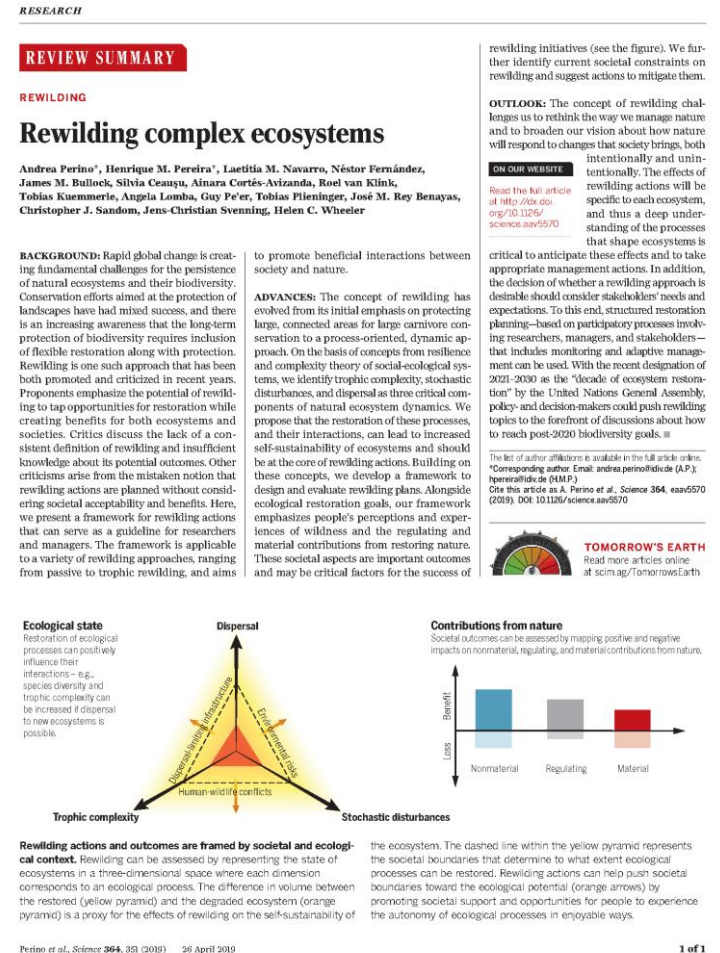 RESEARCH
REVIEW SUMMARY
REWILDING
Rewilding complex ecosystems
Andrea Perino*, Henrique M. Pereira*, Laetitia M. Navarro, Néstor Fernández,
James M. Bullock, Silvia Ceaușu, Ainara Cortés-Avizanda, Roel van Klink,
Tobias Kuemmerle, Angela Lomba, Guy Pe'er, Tobias Plieninger, José M. Rey Benayas,
Christopher J. Sandom, Jens-Christian Svenning, Helen C. Wheeler
BACKGROUND: Rapid global change is creat-
ing fundamental challenges for the persistence
of natural ecosystems and their biodiversity.
Conservation efforts aimed at the protection of
landscapes have had mixed success, and there
is an increasing awareness that the long-term
protection of biodiversity requires inclusion
of flexible restoration along with protection.
Rewilding is one such approach that has been
both promoted and criticized in recent years.
Proponents emphasize the potential of rewild-
ing to tap opportunities for restoration while
creating benefits for both ecosystems and
societies. Critics discuss the lack of a con-
sistent definition of rewilding and insufficient
knowledge about its potential outcomes. Other
criticisms arise from the mistaken notion that
rewilding actions are planned without consid-
ering societal acceptability and benefits. Here,
we present a framework for rewilding actions
that can serve as a guideline for researchers
and managers. The framework is applicable
to a variety of rewilding approaches, ranging
from passive to trophic rewilding, and aims
to promote beneficial interactions between
society and nature.
ADVANCES: The concept of rewilding has
evolved from its initial emphasis on protecting
large, connected areas for large carnivore con-
servation to a process-oriented, dynamic ap-
proach. On the basis of concepts from resilience
and complexity theory of social-ecological sys-
tems, we identify trophic complexity, stochastic
disturbances, and dispersal as three critical com-
ponents of natural ecosystem dynamics. We
propose that the restoration of these processes,
and their interactions, can lead to increased
self-sustainability of ecosystems and should
be at the core of rewilding actions. Building on
these concepts, we develop a framework to
design and evaluate rewilding plans. Alongside
ecological restoration goals, our framework
emphasizes people's perceptions and exper-
iences of wildness and the regulating and
material contributions from restoring nature.
These societal aspects are important outcomes
and may be critical factors for the success of
rewilding initiatives (see the figure). We fur-
ther identify current societal constraints on
rewilding and suggest actions to mitigate them.
OUTLOOK: The concept of rewilding chal-
lenges us to rethink the way we manage nature
and to broaden our vision about how nature
will respond to changes that society brings, both
intentionally and unin-
tentionally. The effects of
rewilding actions will be
specific to each ecosystem,
and thus a deep under-
standing of the processes
that shape ecosystems is
critical to anticipate these effects and to take
appropriate management actions. In addition,
the decision of whether a rewilding approach is
desirable should consider stakeholders' needs and
expectations. To this end, structured restoration
planning—based on participatory processes involv-
ing researchers, managers, and stakeholders—
that includes monitoring and adaptive manage-
ment can be used. With the recent designation of
2021–2030 as the "decade of ecosystem restora-
tion" by the United Nations General Assembly,
policy- and decision-makers could push rewilding
topics to the forefront of discussions about how
to reach post-2020 biodiversity goals. ■
ON OUR WEBSITE
Read the full article
at http://dx.doi.
org/10.1126/
science.aav5570
The list of author affiliations is available in the full article online.
*Corresponding author. Email: andrea.perino@idiv.de (A.P.);
hpereira@idiv.de (H.M.P.)
Cite this article as A. Perino et al., Science 364, eaav5570
(2019). DOI: 10.1126/science.aav5570
TOMORROW'S EARTH
Read more articles online
at scim.ag/TomorrowsEarth
Ecological state
Restoration of ecological
processes can positively
influence their
interactions – e.g.,
species diversity and
trophic complexity can
be increased if dispersal
to new ecosystems is
possible.
Dispersal
Dispersal-limiting infrastructure
Environmental risks
Human-wildlife conflicts
Trophic complexity
Stochastic disturbances
Contributions from nature
Societal outcomes can be assessed by mapping positive and negative
impacts on nonmaterial, regulating, and material contributions from nature.
Benefit
Loss
Nonmaterial
Regulating
Material
Rewilding actions and outcomes are framed by societal and ecologi-
cal context. Rewilding can be assessed by representing the state of
ecosystems in a three-dimensional space where each dimension
corresponds to an ecological process. The difference in volume between
the restored (yellow pyramid) and the degraded ecosystem (orange
pyramid) is a proxy for the effects of rewilding on the self-sustainability of
the ecosystem. The dashed line within the yellow pyramid represents
the societal boundaries that determine to what extent ecological
processes can be restored. Rewilding actions can help push societal
boundaries toward the ecological potential (orange arrows) by
promoting societal support and opportunities for people to experience
the autonomy of ecological processes in enjoyable ways.
Perino et al., Science 364, 351 (2019) 26 April 2019
1 of 1